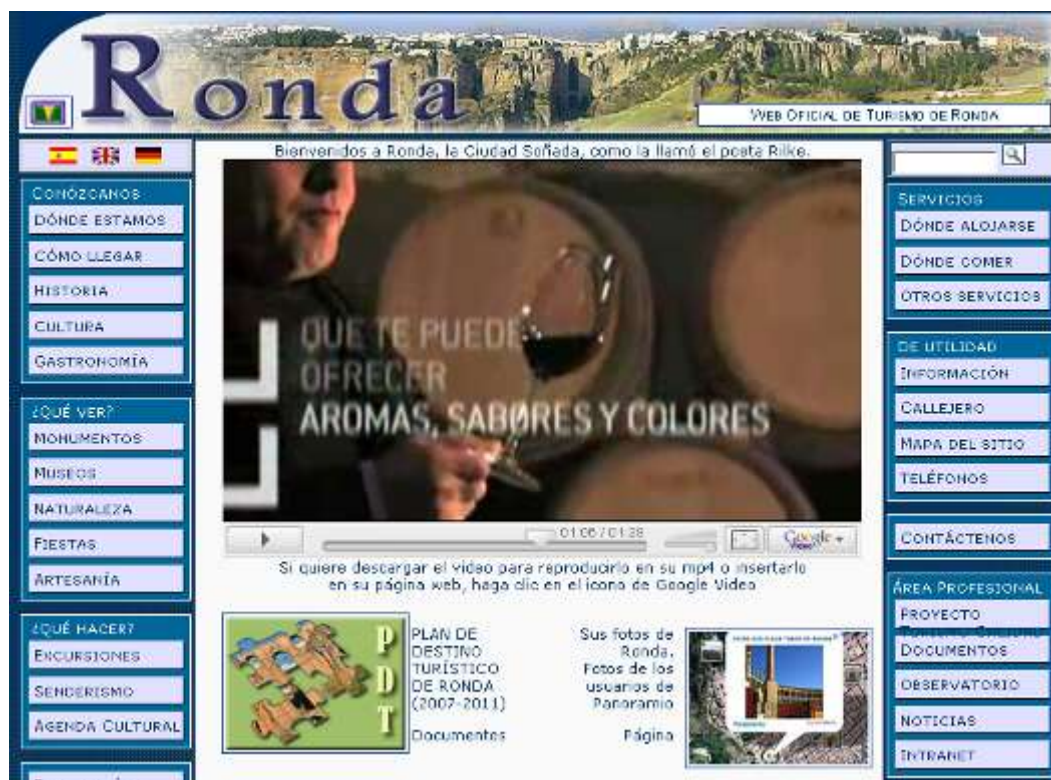 Ronda
WEB OFICIAL DE TURISMO DE RONDA
Bienvenidos a Ronda, la Ciudad Soñada, como la llamó el poeta Rilke.
CONÓZCANOS
DÓNDE ESTAMOS
CÓMO LLEGAR
HISTORIA
CULTURA
GASTRONOMÍA
¿QUÉ VER?
MONUMENTOS
MUSEOS
NATURALEZA
FIESTAS
ARTESANÍA
¿QUÉ HACER?
EXCURSIONES
SENDERISMO
AGENDA CULTURAL
QUE TE PUEDE
OFRECER
AROMAS, SABORES Y COLORES
01:06 / 01:28
Google
Si quiere descargar el video para reproducirlo en su mp4 o insertarlo
en su página web, haga clic en el icono de Google Video
PDT
PLAN DE
DESTINO
TURÍSTICO
DE RONDA
(2007-2011)
Documentos
Sus fotos de
Ronda.
Fotos de los
usuarios de
Panoramio
Página
SERVICIOS
DÓNDE ALOJARSE
DÓNDE COMER
OTROS SERVICIOS
DE UTILIDAD
INFORMACIÓN
CALLEJERO
MAPA DEL SITIO
TELÉFONOS
CONTÁCTENOS
ÁREA PROFESIONAL
PROYECTO
DOCUMENTOS
OBSERVATORIO
NOTICIAS
INTRANET